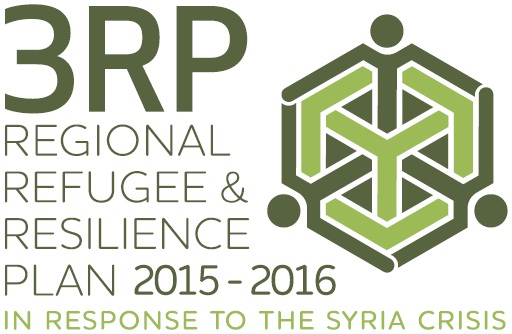 3RP
REGIONAL
REFUGEE &
RESILIENCE
PLAN 2015 - 2016
IN RESPONSE TO THE SYRIA CRISIS